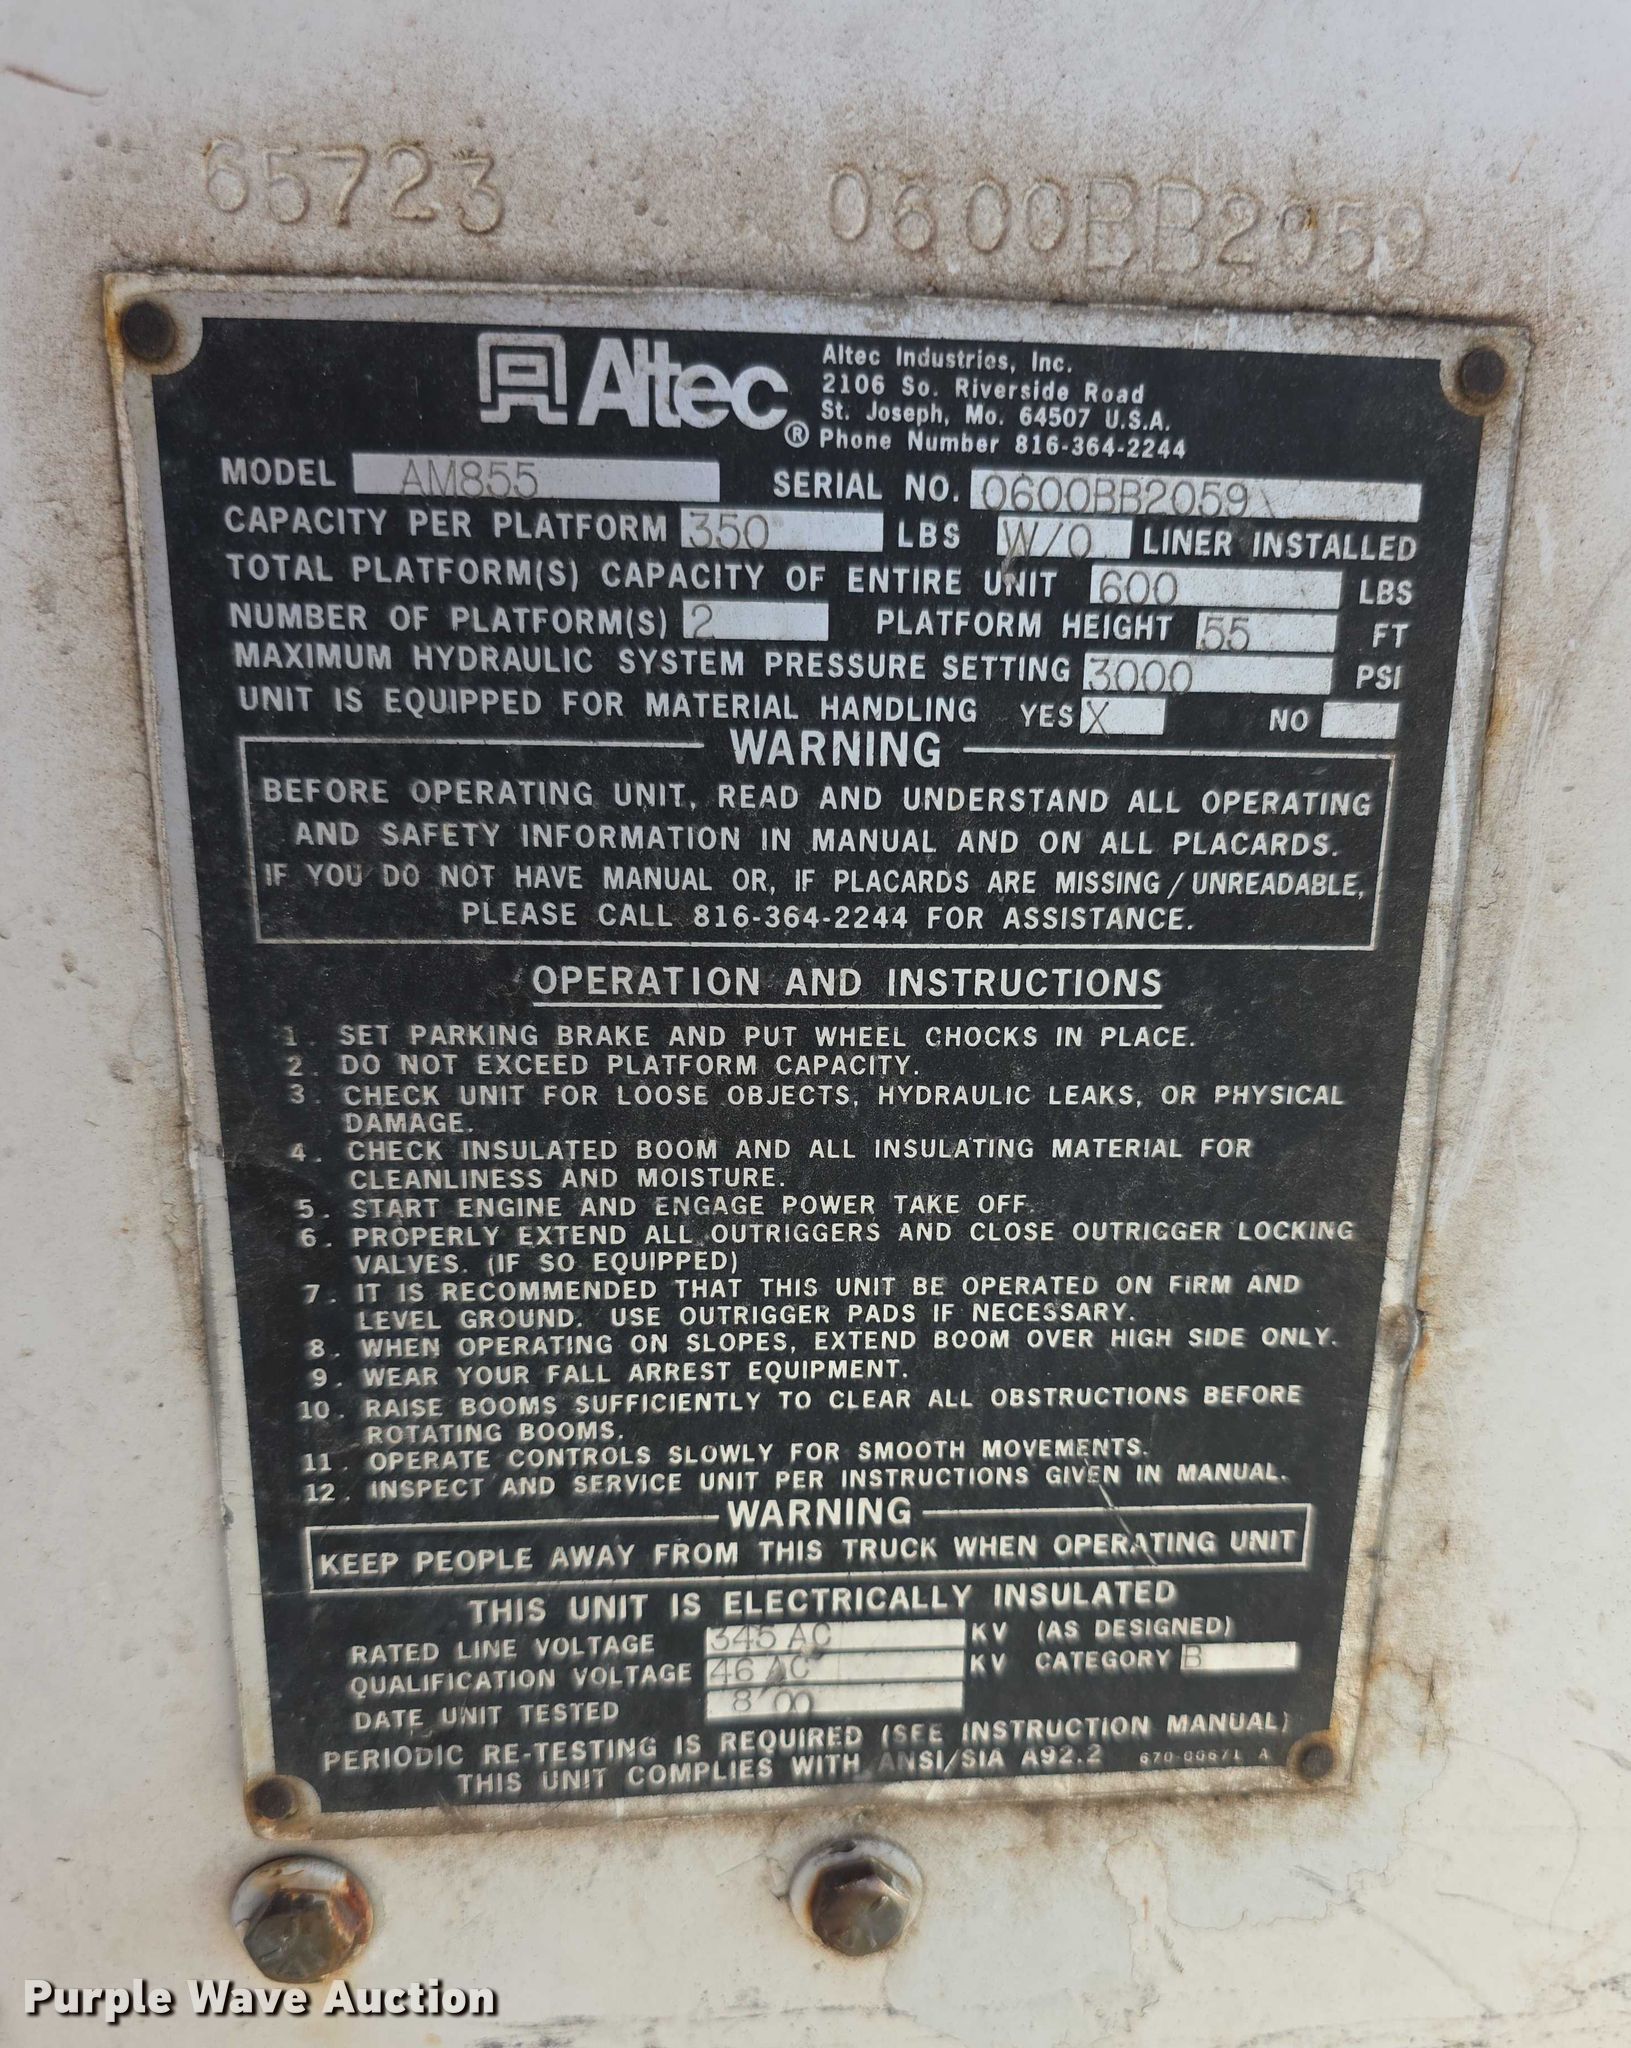 65723 0600BB2059
Altec®
Altec Industries, Inc.
2106 So. Riverside Road
St. Joseph, Mo. 64507 U.S.A.
Phone Number 816-364-2244
MODEL AM855 SERIAL NO. 0600BB2059
CAPACITY PER PLATFORM 350 LBS W/O LINER INSTALLED
TOTAL PLATFORM(S) CAPACITY OF ENTIRE UNIT 600 LBS
NUMBER OF PLATFORM(S) 2 PLATFORM HEIGHT 55 FT
MAXIMUM HYDRAULIC SYSTEM PRESSURE SETTING 3000 PSI
UNIT IS EQUIPPED FOR MATERIAL HANDLING YES X NO
WARNING
BEFORE OPERATING UNIT, READ AND UNDERSTAND ALL OPERATING
AND SAFETY INFORMATION IN MANUAL AND ON ALL PLACARDS.
IF YOU DO NOT HAVE MANUAL OR, IF PLACARDS ARE MISSING/UNREADABLE,
PLEASE CALL 816-364-2244 FOR ASSISTANCE.
OPERATION AND INSTRUCTIONS
1. SET PARKING BRAKE AND PUT WHEEL CHOCKS IN PLACE.
2. DO NOT EXCEED PLATFORM CAPACITY.
3. CHECK UNIT FOR LOOSE OBJECTS, HYDRAULIC LEAKS, OR PHYSICAL
DAMAGE.
4. CHECK INSULATED BOOM AND ALL INSULATING MATERIAL FOR
CLEANLINESS AND MOISTURE.
5. START ENGINE AND ENGAGE POWER TAKE OFF.
6. PROPERLY EXTEND ALL OUTRIGGERS AND CLOSE OUTRIGGER LOCKING
VALVES. (IF SO EQUIPPED)
7. IT IS RECOMMENDED THAT THIS UNIT BE OPERATED ON FIRM AND
LEVEL GROUND. USE OUTRIGGER PADS IF NECESSARY.
8. WHEN OPERATING ON SLOPES, EXTEND BOOM OVER HIGH SIDE ONLY.
9. WEAR YOUR FALL ARREST EQUIPMENT.
10. RAISE BOOMS SUFFICIENTLY TO CLEAR ALL OBSTRUCTIONS BEFORE
ROTATING BOOMS.
11. OPERATE CONTROLS SLOWLY FOR SMOOTH MOVEMENTS.
12. INSPECT AND SERVICE UNIT PER INSTRUCTIONS GIVEN IN MANUAL.
WARNING
KEEP PEOPLE AWAY FROM THIS TRUCK WHEN OPERATING UNIT
THIS UNIT IS ELECTRICALLY INSULATED
RATED LINE VOLTAGE 345 AC KV (AS DESIGNED)
QUALIFICATION VOLTAGE 46 AC KV CATEGORY B
DATE UNIT TESTED 8/00
PERIODIC RE-TESTING IS REQUIRED (SEE INSTRUCTION MANUAL)
THIS UNIT COMPLIES WITH ANSI/SIA A92.2
Purple Wave Auction